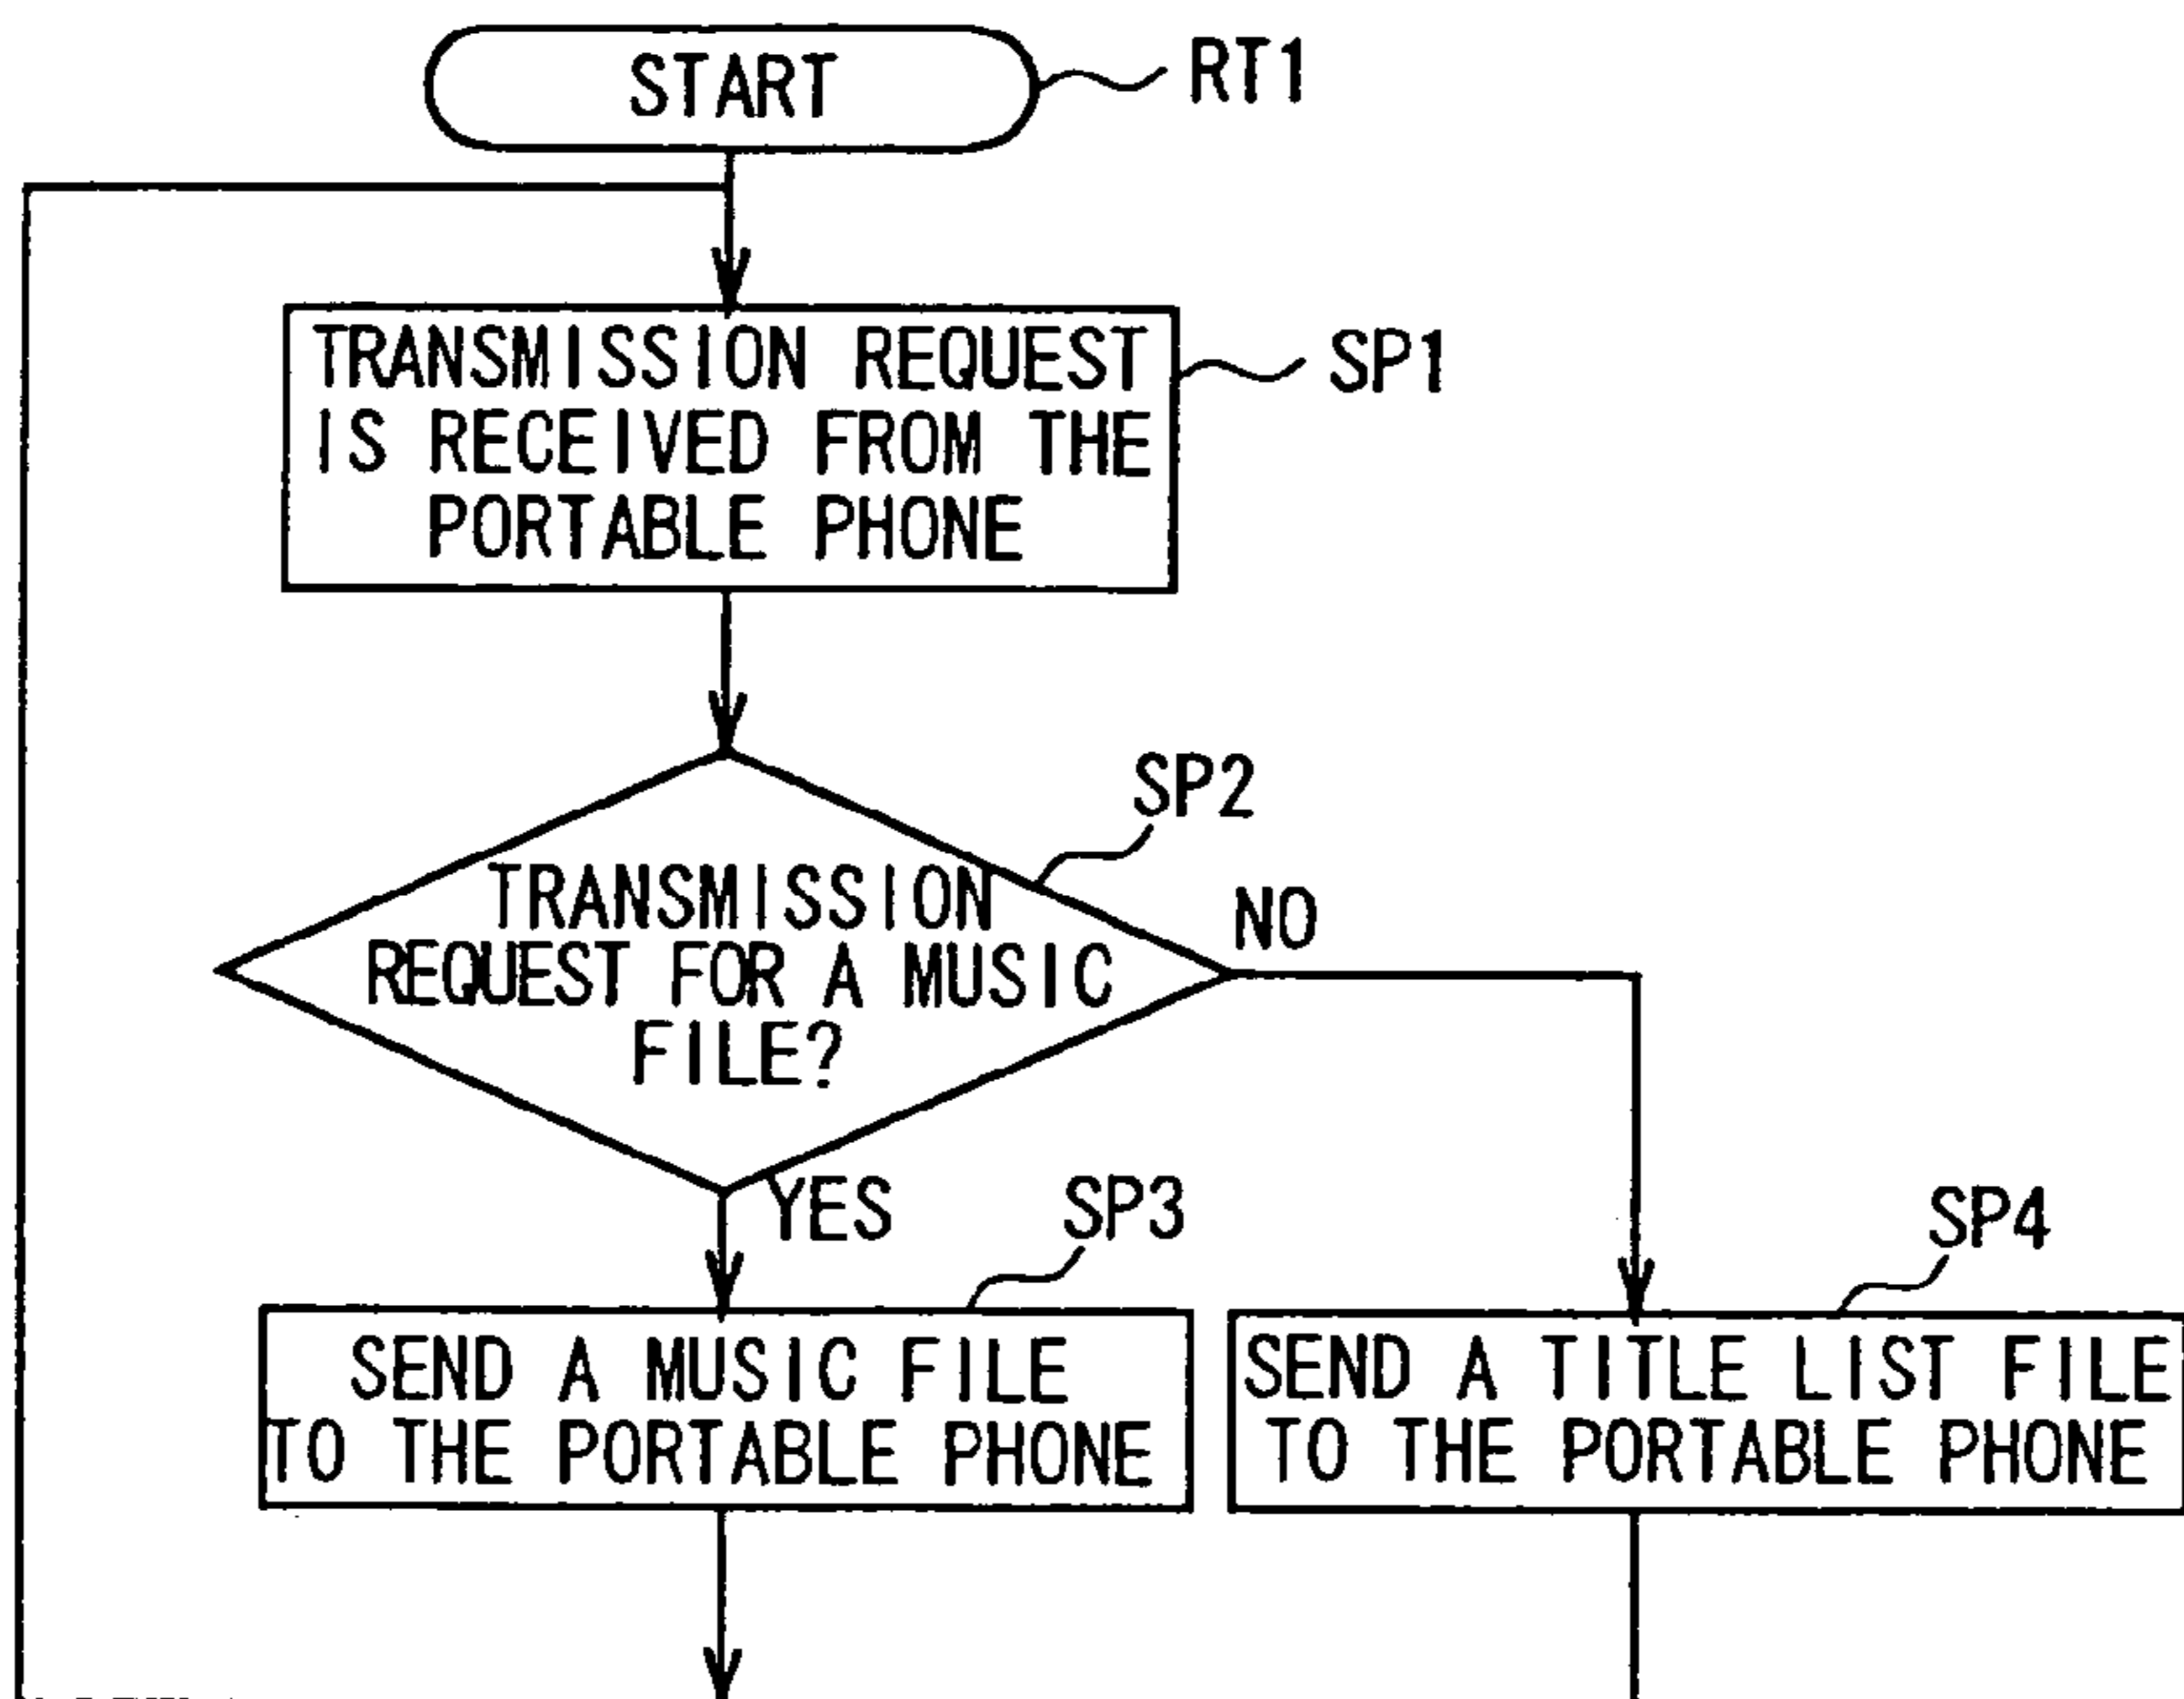 START
RT1
TRANSMISSION REQUEST
IS RECEIVED FROM THE
PORTABLE PHONE
SP1
SP2
TRANSMISSION
REQUEST FOR A MUSIC
FILE?
NO
YES
SP3
SP4
SEND A MUSIC FILE
TO THE PORTABLE PHONE
SEND A TITLE LIST FILE
TO THE PORTABLE PHONE